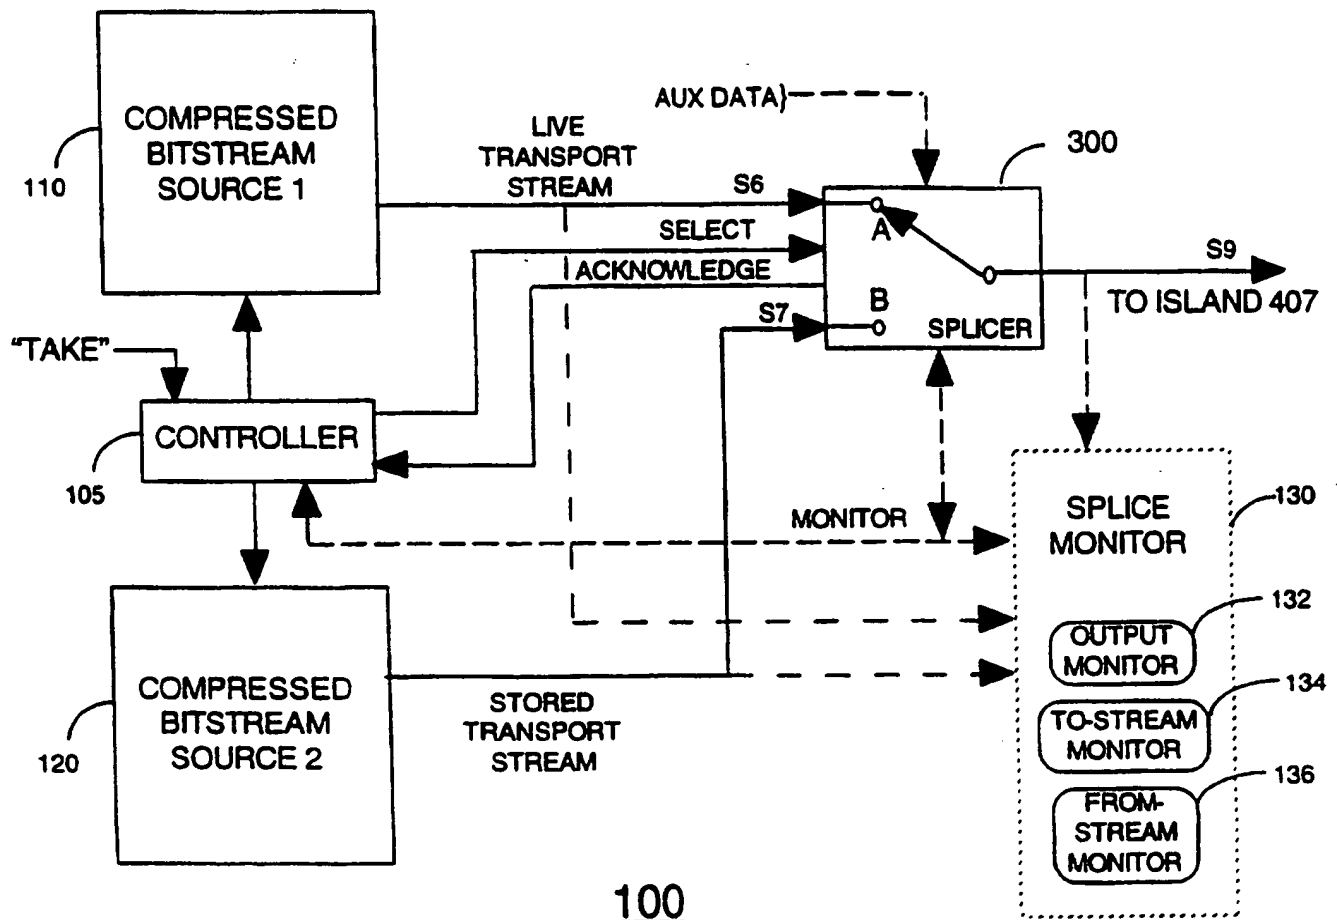 COMPRESSED
BITSTREAM
SOURCE 1
110
LIVE
TRANSPORT
STREAM
AUX DATA}
300
S6
A
SELECT
ACKNOWLEDGE
S7
B
SPLICER
S9
TO ISLAND 407
“TAKE”
CONTROLLER
105
MONITOR
SPLICE
MONITOR
130
OUTPUT
MONITOR
132
TO-STREAM
MONITOR
134
FROM-
STREAM
MONITOR
136
COMPRESSED
BITSTREAM
SOURCE 2
120
STORED
TRANSPORT
STREAM
100